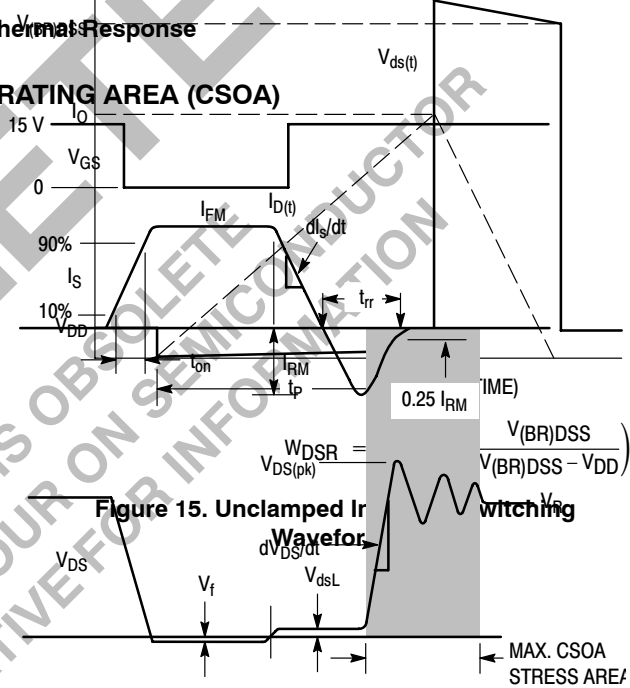 hermal Response
V(BR)DSS
Vds(t)
RATING AREA (CSOA)
IO
15 V
VGS
0
IFM
ID(t)
dIs/dt
90%
IS
10%
trr
VDD
ton
IRM
tP
0.25 IRM
TIME)
WDSR =
V(BR)DSS
V(BR)DSS – VDD
)
VDS(pk)
VR
Figure 15. Unclamped In witching
Wavefor
dVDS/dt
VDS
Vf
VdsL
MAX. CSOA
STRESS AREA
ETE
IS OBSOLETE
OUR ON SEMICONDUCTOR
ATIVE FOR INFORMATION